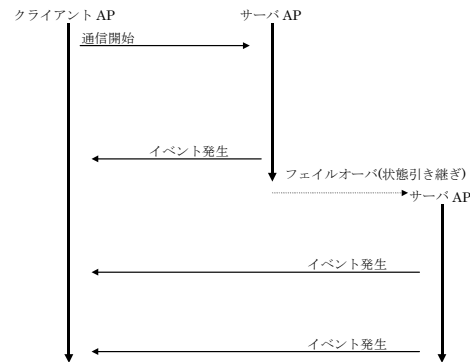 クライアント AP
サーバ AP
通信開始
イベント発生
フェイルオーバ(状態引き継ぎ)
サーバ AP
イベント発生
イベント発生